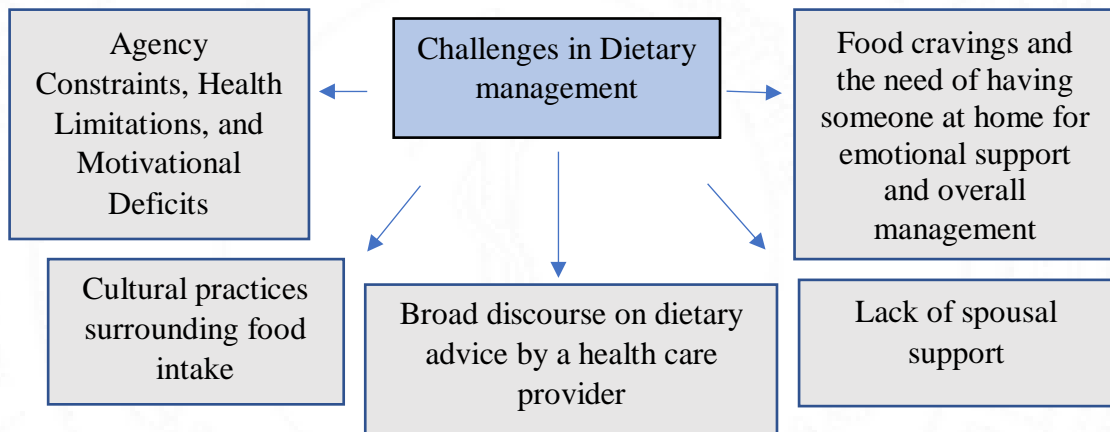 Agency
Constraints, Health
Limitations, and
Motivational
Deficits
Challenges in Dietary
management
Food cravings and
the need of having
someone at home for
emotional support
and overall
management
Cultural practices
surrounding food
intake
Broad discourse on dietary
advice by a health care
provider
Lack of spousal
support